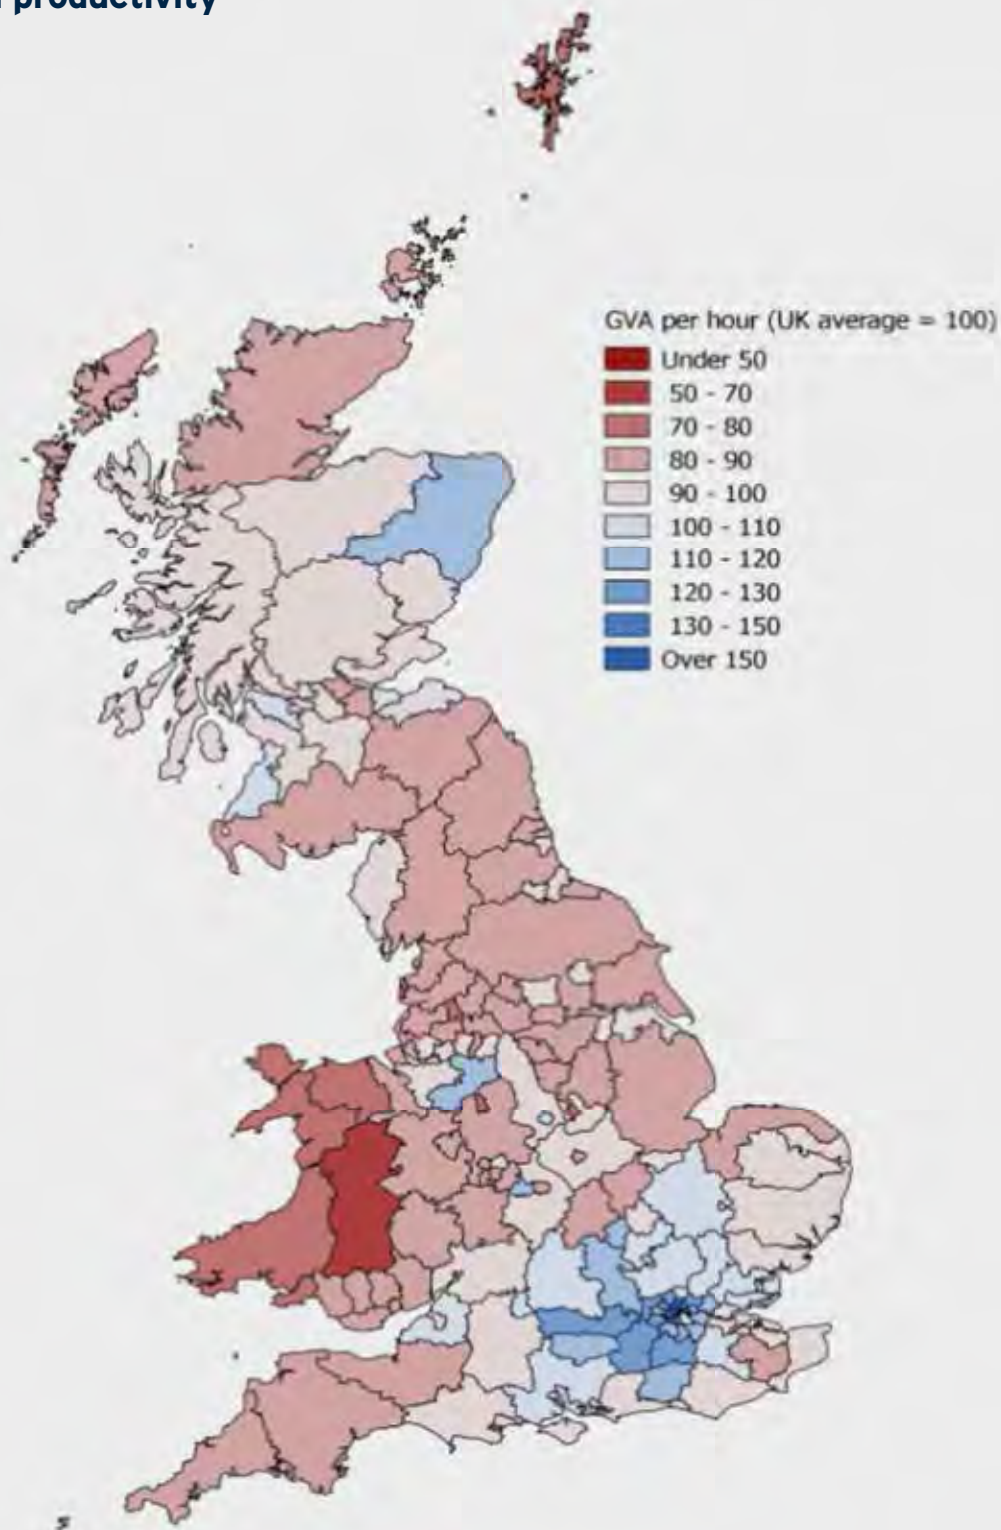 productivity
GVA per hour (UK average = 100)
Under 50
50 - 70
70 - 80
80 - 90
90 - 100
100 - 110
110 - 120
120 - 130
130 - 150
Over 150